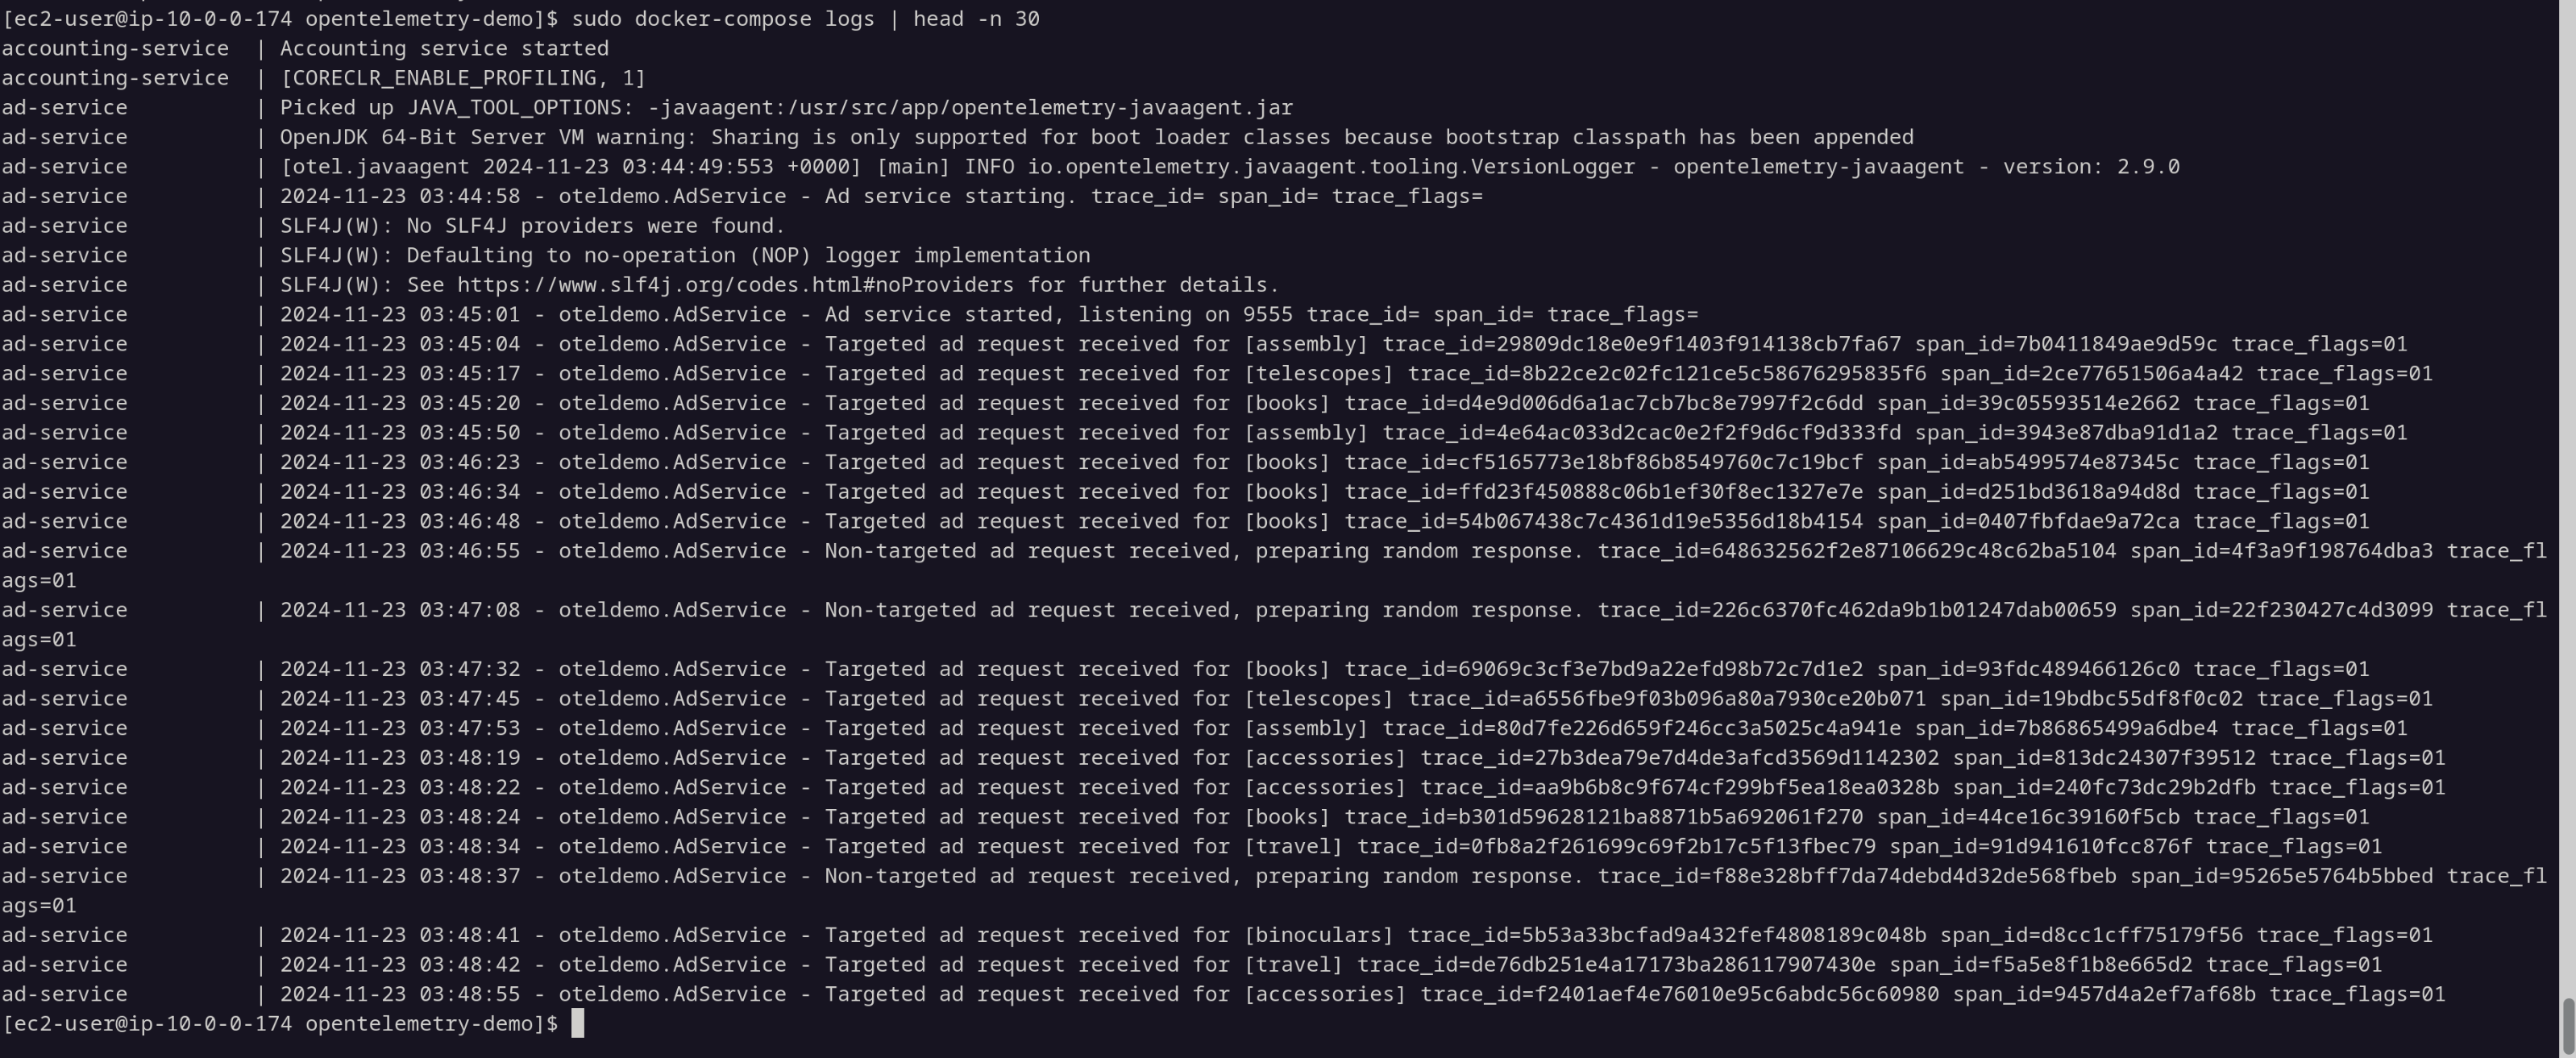 [ec2-user@ip-10-0-0-174 opentelemetry-demo]$ sudo docker-compose logs | head -n 30
accounting-service  | Accounting service started
accounting-service  | [CORECLR_ENABLE_PROFILING, 1]
ad-service          | Picked up JAVA_TOOL_OPTIONS: -javaagent:/usr/src/app/opentelemetry-javaagent.jar
ad-service          | OpenJDK 64-Bit Server VM warning: Sharing is only supported for boot loader classes because bootstrap classpath has been appended
ad-service          | [otel.javaagent 2024-11-23 03:44:49:553 +0000] [main] INFO io.opentelemetry.javaagent.tooling.VersionLogger - opentelemetry-javaagent - version: 2.9.0
ad-service          | 2024-11-23 03:44:58 - oteldemo.AdService - Ad service starting. trace_id= span_id= trace_flags=
ad-service          | SLF4J(W): No SLF4J providers were found.
ad-service          | SLF4J(W): Defaulting to no-operation (NOP) logger implementation
ad-service          | SLF4J(W): See https://www.slf4j.org/codes.html#noProviders for further details.
ad-service          | 2024-11-23 03:45:01 - oteldemo.AdService - Ad service started, listening on 9555 trace_id= span_id= trace_flags=
ad-service          | 2024-11-23 03:45:04 - oteldemo.AdService - Targeted ad request received for [assembly] trace_id=29809dc18e0e9f1403f914138cb7fa67 span_id=7b0411849ae9d59c trace_flags=01
ad-service          | 2024-11-23 03:45:17 - oteldemo.AdService - Targeted ad request received for [telescopes] trace_id=8b22ce2c02fc121ce5c58676295835f6 span_id=2ce77651506a4a42 trace_flags=01
ad-service          | 2024-11-23 03:45:20 - oteldemo.AdService - Targeted ad request received for [books] trace_id=d4e9d006d6a1ac7cb7bc8e7997f2c6dd span_id=39c05593514e2662 trace_flags=01
ad-service          | 2024-11-23 03:45:50 - oteldemo.AdService - Targeted ad request received for [assembly] trace_id=4e64ac033d2cac0e2f2f9d6cf9d333fd span_id=3943e87dba91d1a2 trace_flags=01
ad-service          | 2024-11-23 03:46:23 - oteldemo.AdService - Targeted ad request received for [books] trace_id=cf5165773e18bf86b8549760c7c19bcf span_id=ab5499574e87345c trace_flags=01
ad-service          | 2024-11-23 03:46:34 - oteldemo.AdService - Targeted ad request received for [books] trace_id=ffd23f450888c06b1ef30f8ec1327e7e span_id=d251bd3618a94d8d trace_flags=01
ad-service          | 2024-11-23 03:46:48 - oteldemo.AdService - Targeted ad request received for [books] trace_id=54b067438c7c4361d19e5356d18b4154 span_id=0407fbfdae9a72ca trace_flags=01
ad-service          | 2024-11-23 03:46:55 - oteldemo.AdService - Non-targeted ad request received, preparing random response. trace_id=648632562f2e87106629c48c62ba5104 span_id=4f3a9f198764dba3 trace_fl
ags=01
ad-service          | 2024-11-23 03:47:08 - oteldemo.AdService - Non-targeted ad request received, preparing random response. trace_id=226c6370fc462da9b1b01247dab00659 span_id=22f230427c4d3099 trace_fl
ags=01
ad-service          | 2024-11-23 03:47:32 - oteldemo.AdService - Targeted ad request received for [books] trace_id=69069c3cf3e7bd9a22efd98b72c7d1e2 span_id=93fdc489466126c0 trace_flags=01
ad-service          | 2024-11-23 03:47:45 - oteldemo.AdService - Targeted ad request received for [telescopes] trace_id=a6556fbe9f03b096a80a7930ce20b071 span_id=19bdbc55df8f0c02 trace_flags=01
ad-service          | 2024-11-23 03:47:53 - oteldemo.AdService - Targeted ad request received for [assembly] trace_id=80d7fe226d659f246cc3a5025c4a941e span_id=7b86865499a6dbe4 trace_flags=01
ad-service          | 2024-11-23 03:48:19 - oteldemo.AdService - Targeted ad request received for [accessories] trace_id=27b3dea79e7d4de3afcd3569d1142302 span_id=813dc24307f39512 trace_flags=01
ad-service          | 2024-11-23 03:48:22 - oteldemo.AdService - Targeted ad request received for [accessories] trace_id=aa9b6b8c9f674cf299bf5ea18ea0328b span_id=240fc73dc29b2dfb trace_flags=01
ad-service          | 2024-11-23 03:48:24 - oteldemo.AdService - Targeted ad request received for [books] trace_id=b301d59628121ba8871b5a692061f270 span_id=44ce16c39160f5cb trace_flags=01
ad-service          | 2024-11-23 03:48:34 - oteldemo.AdService - Targeted ad request received for [travel] trace_id=0fb8a2f261699c69f2b17c5f13fbec79 span_id=91d941610fcc876f trace_flags=01
ad-service          | 2024-11-23 03:48:37 - oteldemo.AdService - Non-targeted ad request received, preparing random response. trace_id=f88e328bff7da74debd4d32de568fbeb span_id=95265e5764b5bbed trace_fl
ags=01
ad-service          | 2024-11-23 03:48:41 - oteldemo.AdService - Targeted ad request received for [binoculars] trace_id=5b53a33bcfad9a432fef4808189c048b span_id=d8cc1cff75179f56 trace_flags=01
ad-service          | 2024-11-23 03:48:42 - oteldemo.AdService - Targeted ad request received for [travel] trace_id=de76db251e4a17173ba286117907430e span_id=f5a5e8f1b8e665d2 trace_flags=01
ad-service          | 2024-11-23 03:48:55 - oteldemo.AdService - Targeted ad request received for [accessories] trace_id=f2401aef4e76010e95c6abdc56c60980 span_id=9457d4a2ef7af68b trace_flags=01
[ec2-user@ip-10-0-0-174 opentelemetry-demo]$